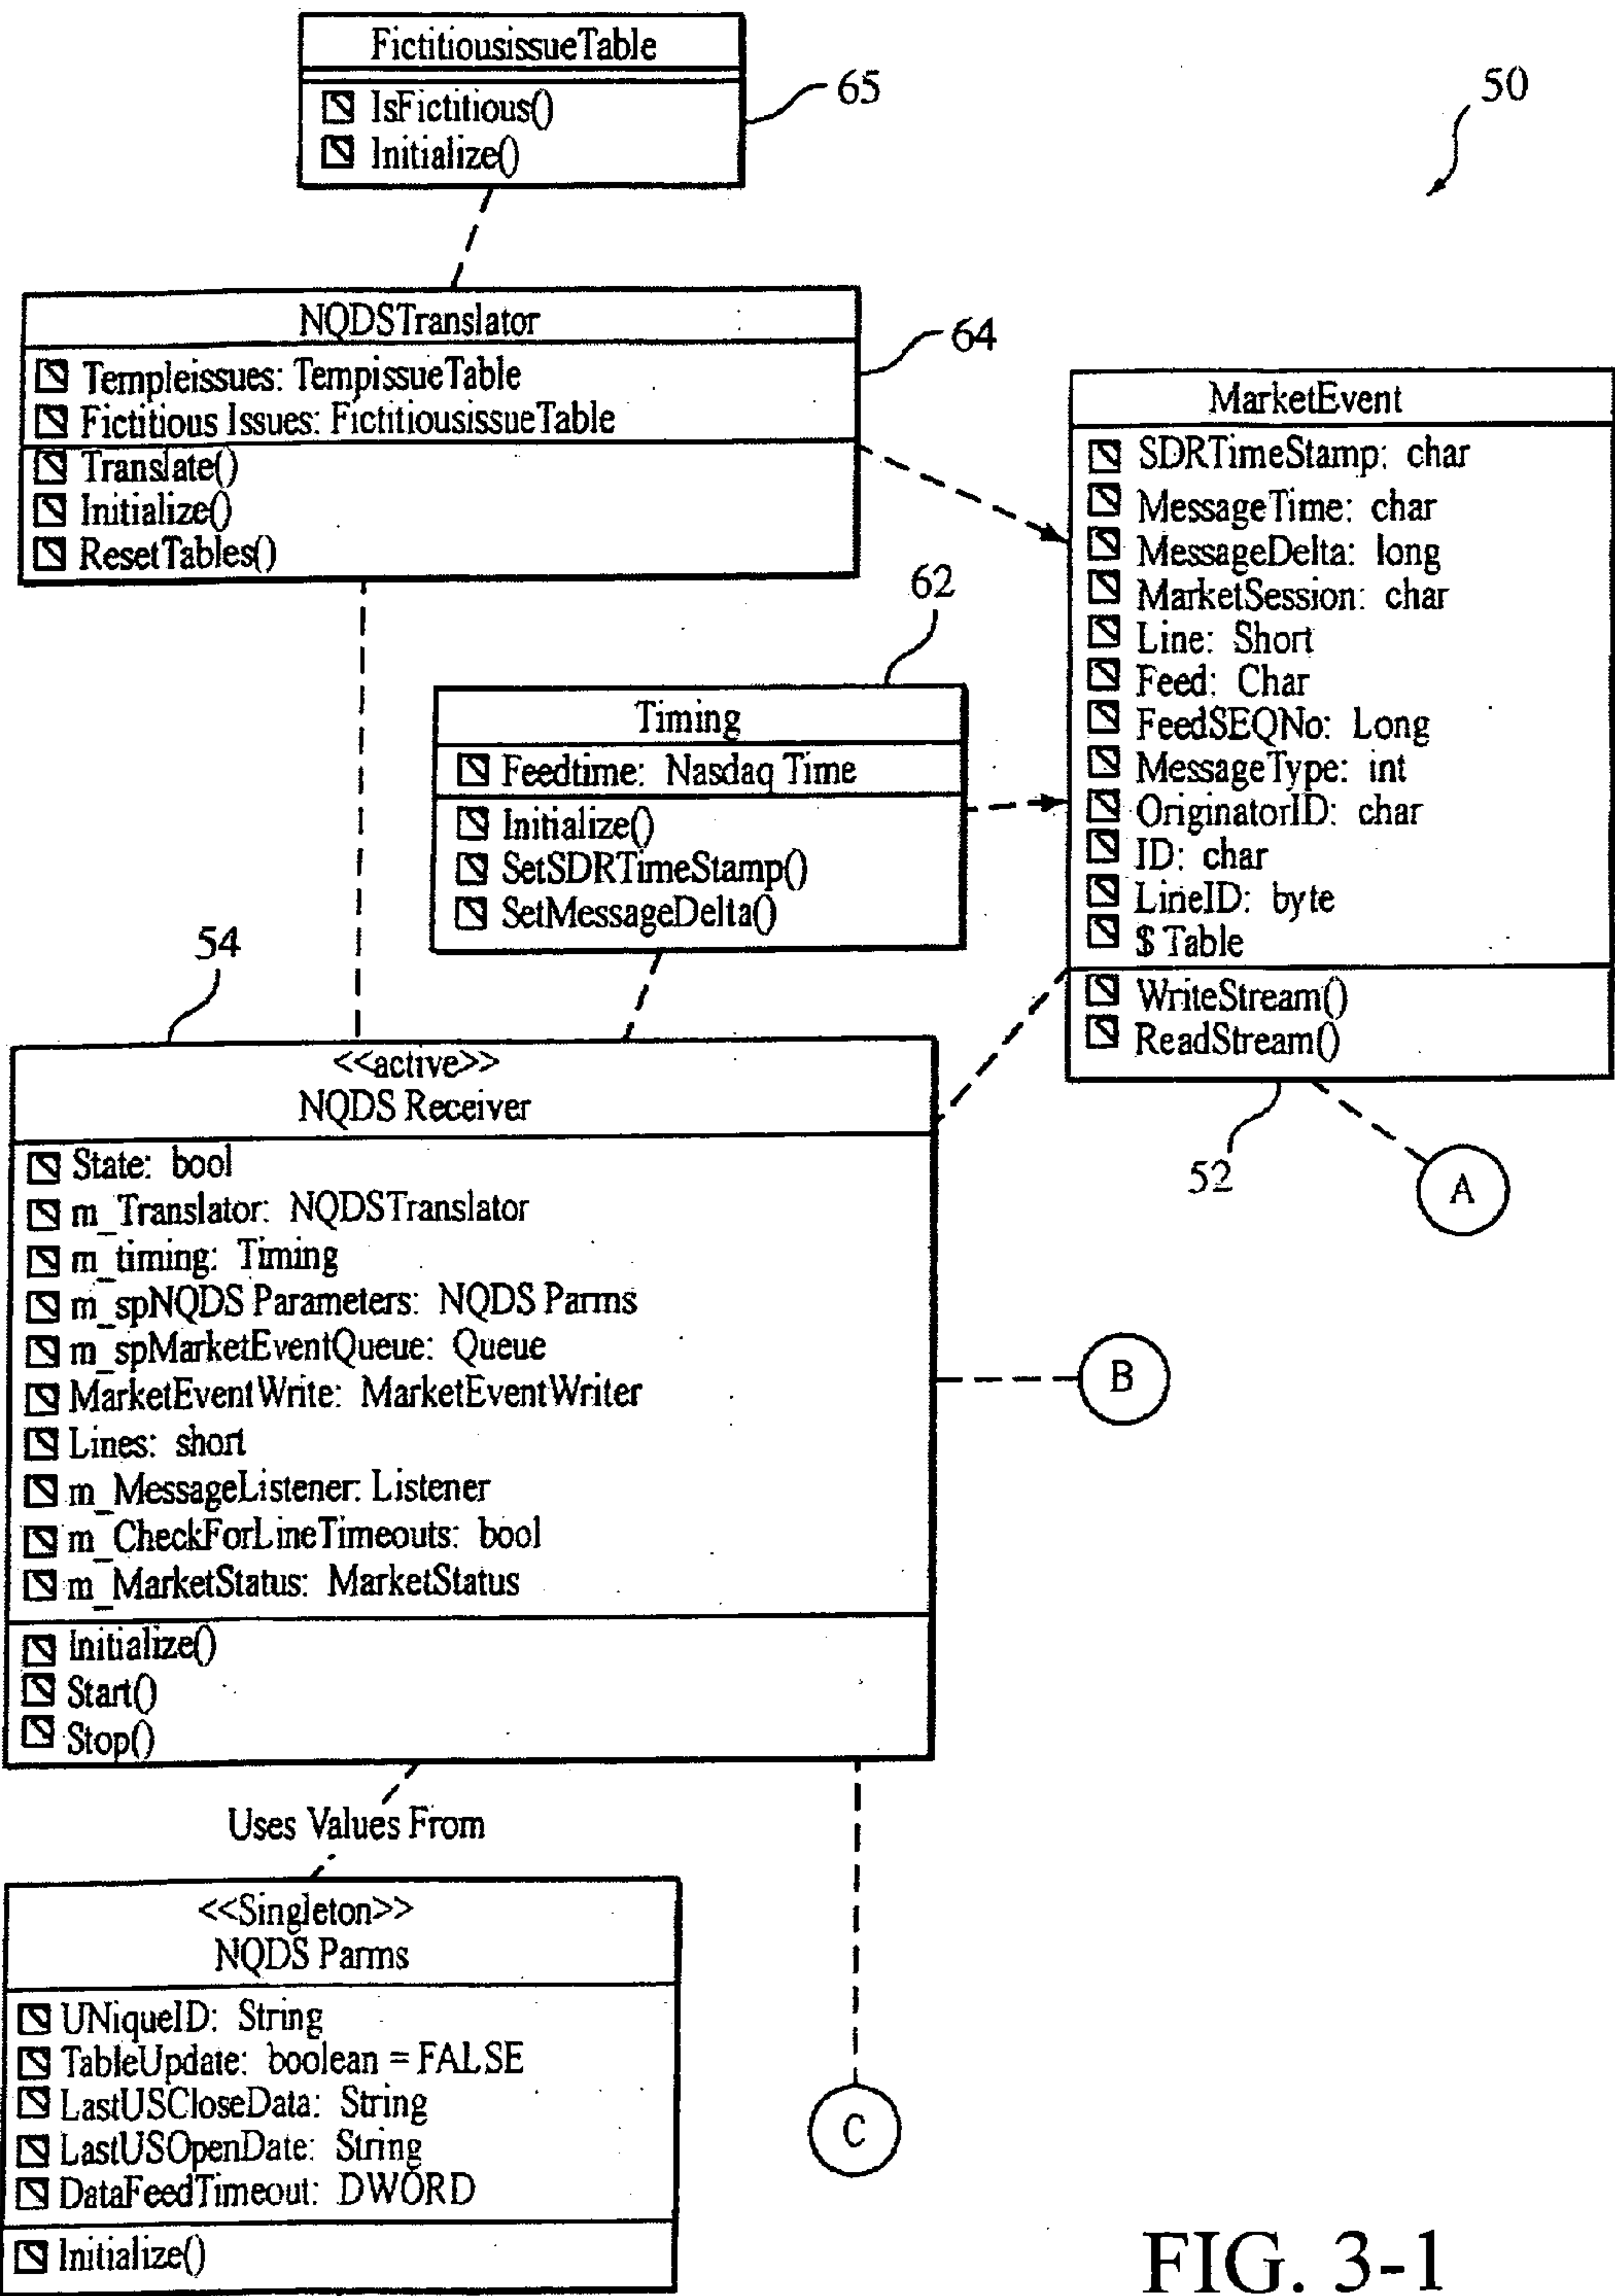 FictitiousissueTable
IsFictitious()
Initialize()
65
50
NQDSTranslator
Templeissues: TempissueTable
Fictitious Issues: FictitiousissueTable
Translate()
Initialize()
ResetTables()
64
MarketEvent
SDRTimeStamp: char
MessageTime: char
MessageDelta: long
MarketSession: char
Line: Short
Feed: Char
FeedSEQNo: Long
MessageType: int
OriginatorID: char
ID: char
LineID: byte
$ Table
WriteStream()
ReadStream()
52
A
62
Timing
Feedtime: Nasdaq Time
Initialize()
SetSDRTimeStamp()
SetMessageDelta()
54
<<active>>
NQDS Receiver
State: bool
m_Translator: NQDSTranslator
m_timing: Timing
m_spNQDS Parameters: NQDS Parms
m_spMarketEventQueue: Queue
MarketEventWrite: MarketEventWriter
Lines: short
m_MessageListener: Listener
m_CheckForLineTimeouts: bool
m_MarketStatus: MarketStatus
Initialize()
Start()
Stop()
B
Uses Values From
<<Singleton>>
NQDS Parms
UNiqueID: String
TableUpdate: boolean = FALSE
LastUSCloseData: String
LastUSOpenDate: String
DataFeedTimeout: DWORD
Initialize()
C
FIG. 3-1